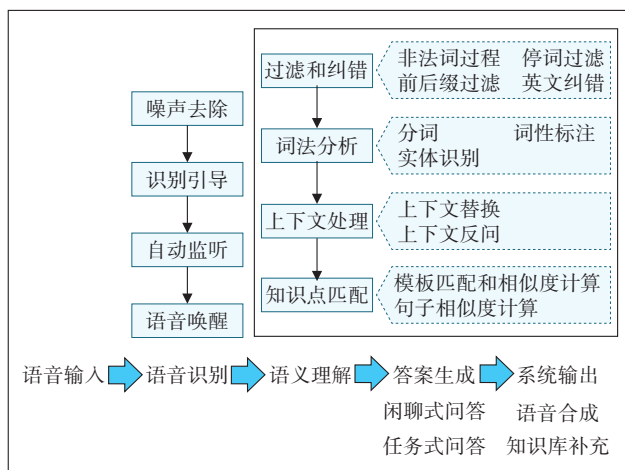 噪声去除
识别引导
自动监听
语音唤醒
过滤和纠错
非法词过程 停词过滤
前后缀过滤 英文纠错
词法分析
分词 词性标注
实体识别
上下文处理
上下文替换
上下文反问
知识点匹配
模板匹配和相似度计算
句子相似度计算
语音输入 语音识别 语义理解 答案生成 系统输出
闲聊式问答 语音合成
任务式问答 知识库补充